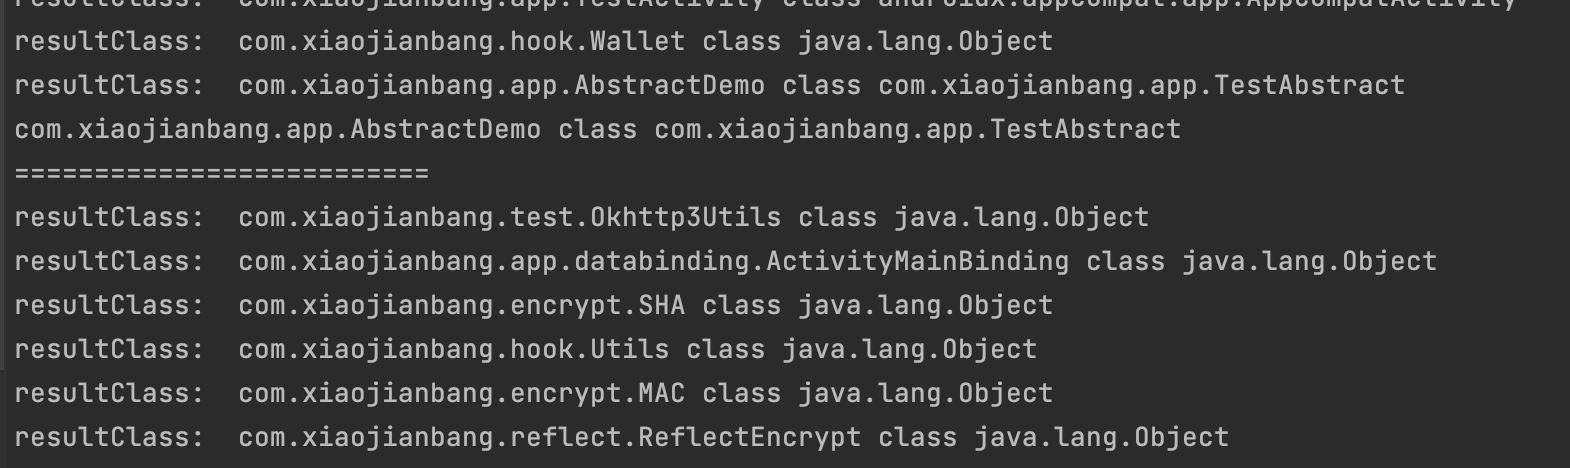 resultClass:  com.xiaojianbang.app.TestActivity class androidx.appcompat.app.AppCompatActivity
resultClass:  com.xiaojianbang.hook.Wallet class java.lang.Object
resultClass:  com.xiaojianbang.app.AbstractDemo class com.xiaojianbang.app.TestAbstract
com.xiaojianbang.app.AbstractDemo class com.xiaojianbang.app.TestAbstract
==========================
resultClass:  com.xiaojianbang.test.Okhttp3Utils class java.lang.Object
resultClass:  com.xiaojianbang.app.databinding.ActivityMainBinding class java.lang.Object
resultClass:  com.xiaojianbang.encrypt.SHA class java.lang.Object
resultClass:  com.xiaojianbang.hook.Utils class java.lang.Object
resultClass:  com.xiaojianbang.encrypt.MAC class java.lang.Object
resultClass:  com.xiaojianbang.reflect.ReflectEncrypt class java.lang.Object